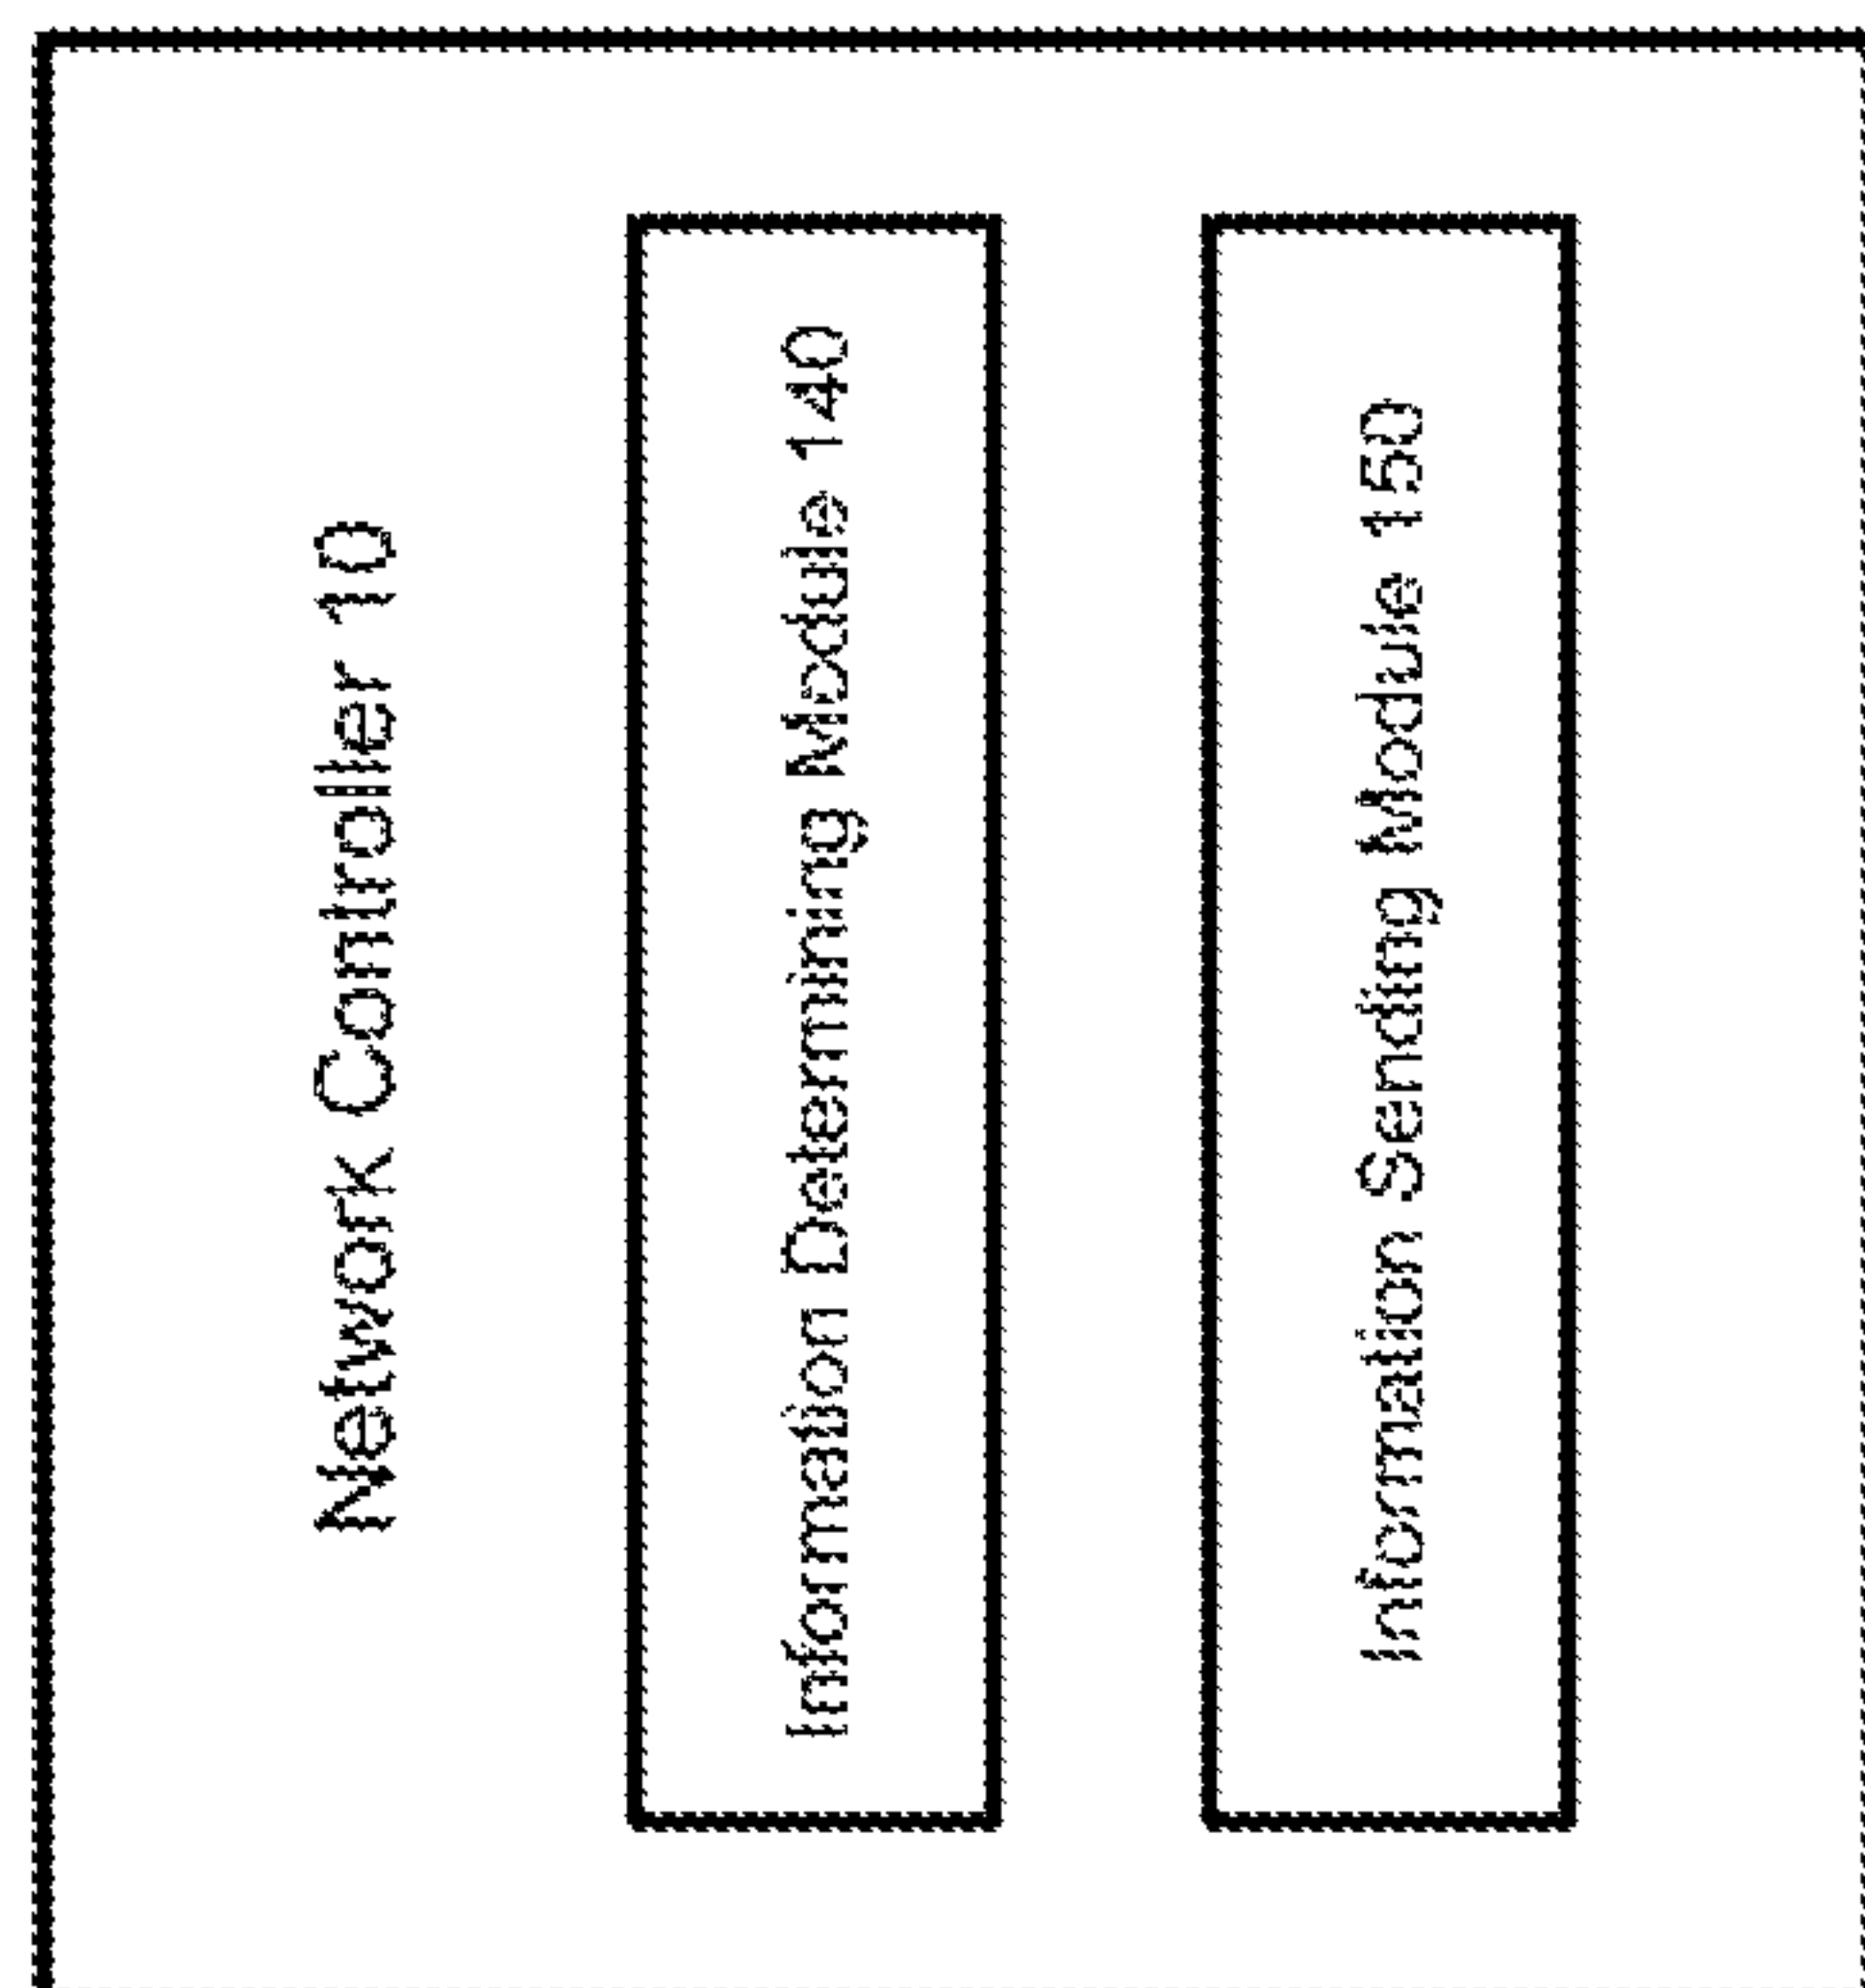 Network Controller 10
Information Determining Module 140
Information Sending Module 150